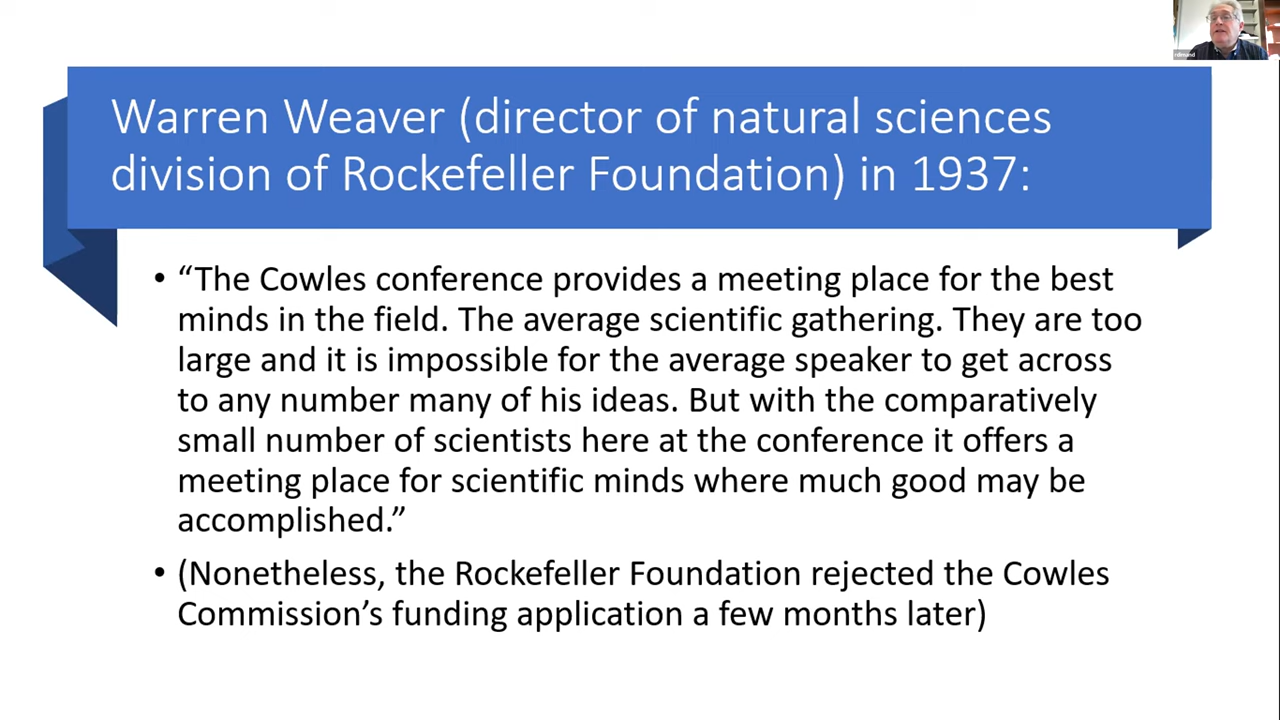 Warren Weaver (director of natural sciences
division of Rockefeller Foundation) in 1937:
• “The Cowles conference provides a meeting place for the best
minds in the field. The average scientific gathering. They are too
large and it is impossible for the average speaker to get across
to any number many of his ideas. But with the comparatively
small number of scientists here at the conference it offers a
meeting place for scientific minds where much good may be
accomplished.”
• (Nonetheless, the Rockefeller Foundation rejected the Cowles
Commission’s funding application a few months later)